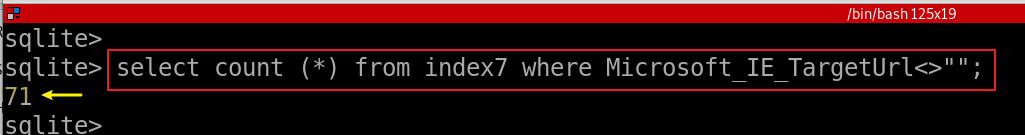 /bin/bash 125x19
sqlite>
sqlite> select count (*) from index7 where Microsoft_IE_TargetUrl<>"";
71
sqlite>